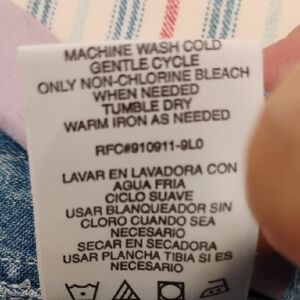 MACHINE WASH COLD
GENTLE CYCLE
ONLY NON-CHLORINE BLEACH
WHEN NEEDED
TUMBLE DRY
WARM IRON AS NEEDED
RFC#910911-9L0
LAVAR EN LAVADORA CON
AGUA FRIA
CICLO SUAVE
USAR BLANQUEADOR SIN
CLORO CUANDO SEA
NECESARIO
SECAR EN SECADORA
USAR PLANCHA TIBIA SI ES
NECESARIO